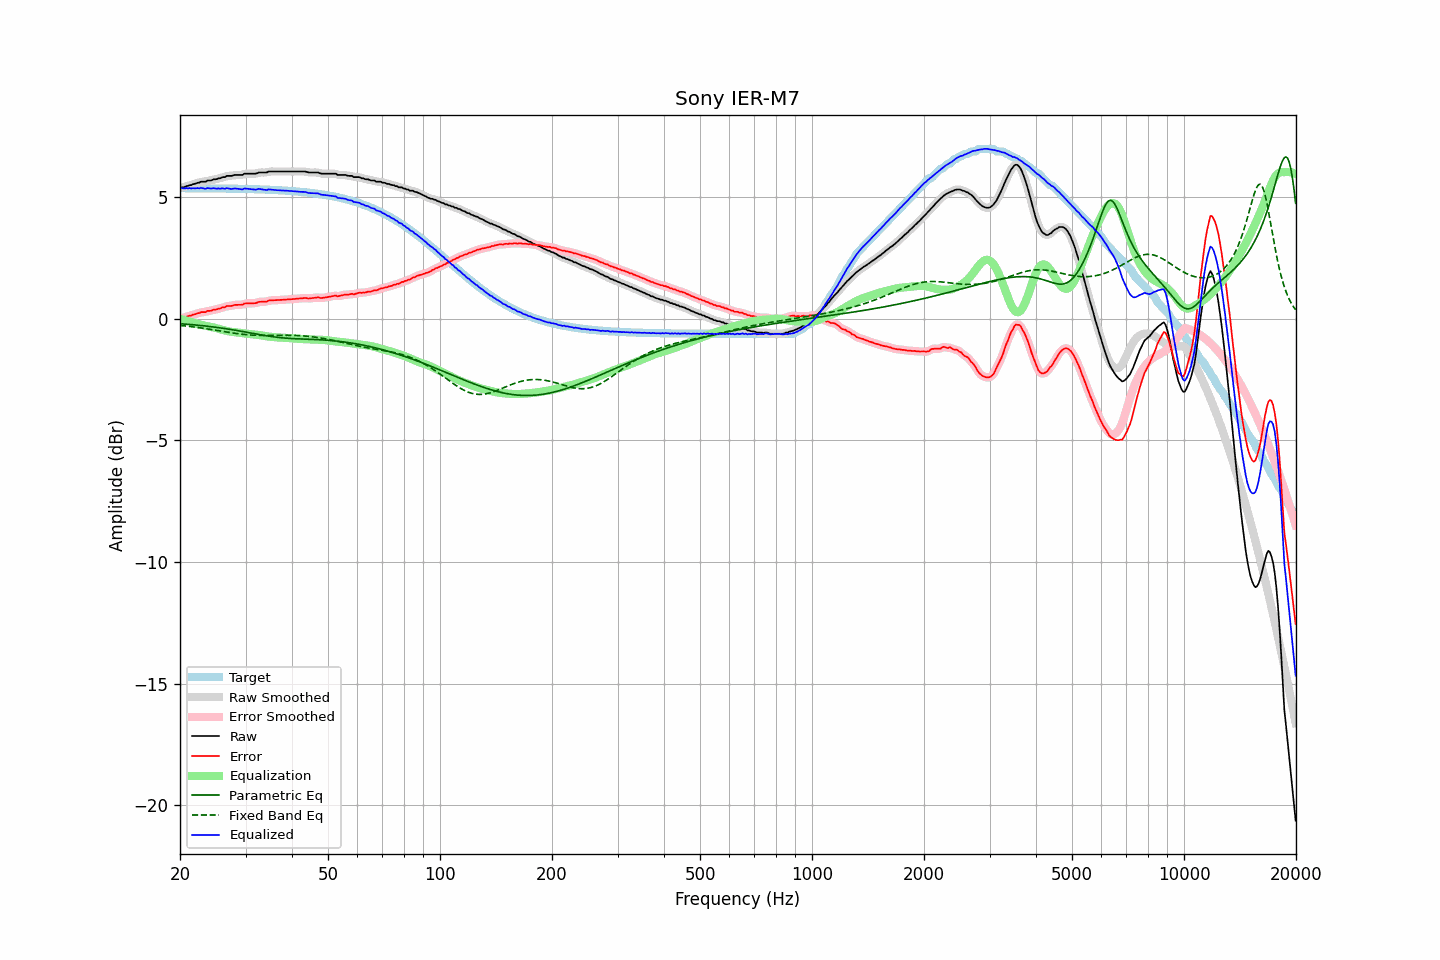 Sony IER-M7
Amplitude (dBr)
5
0
−5
−10
−15
−20
Target
Raw Smoothed
Error Smoothed
Raw
Error
Equalization
Parametric Eq
Fixed Band Eq
Equalized
20 50 100 200 500 1000 2000 5000 10000 20000
Frequency (Hz)